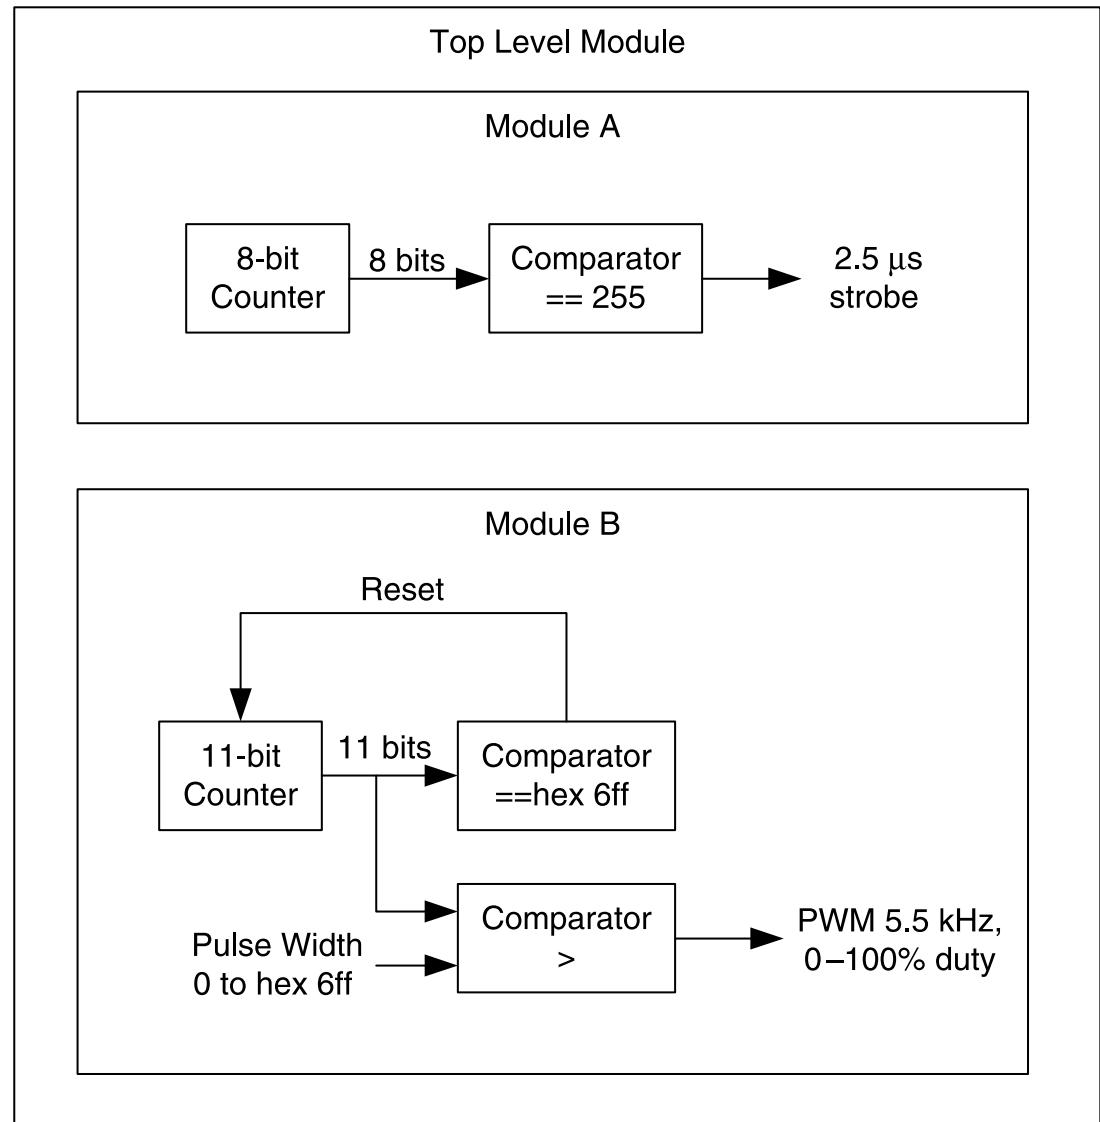 Top Level Module
Module A
8-bit
Counter
8 bits
Comparator
== 255
2.5 μs
strobe
Module B
Reset
11-bit
Counter
11 bits
Comparator
==hex 6ff
Pulse Width
0 to hex 6ff
Comparator
>
PWM 5.5 kHz,
0–100% duty